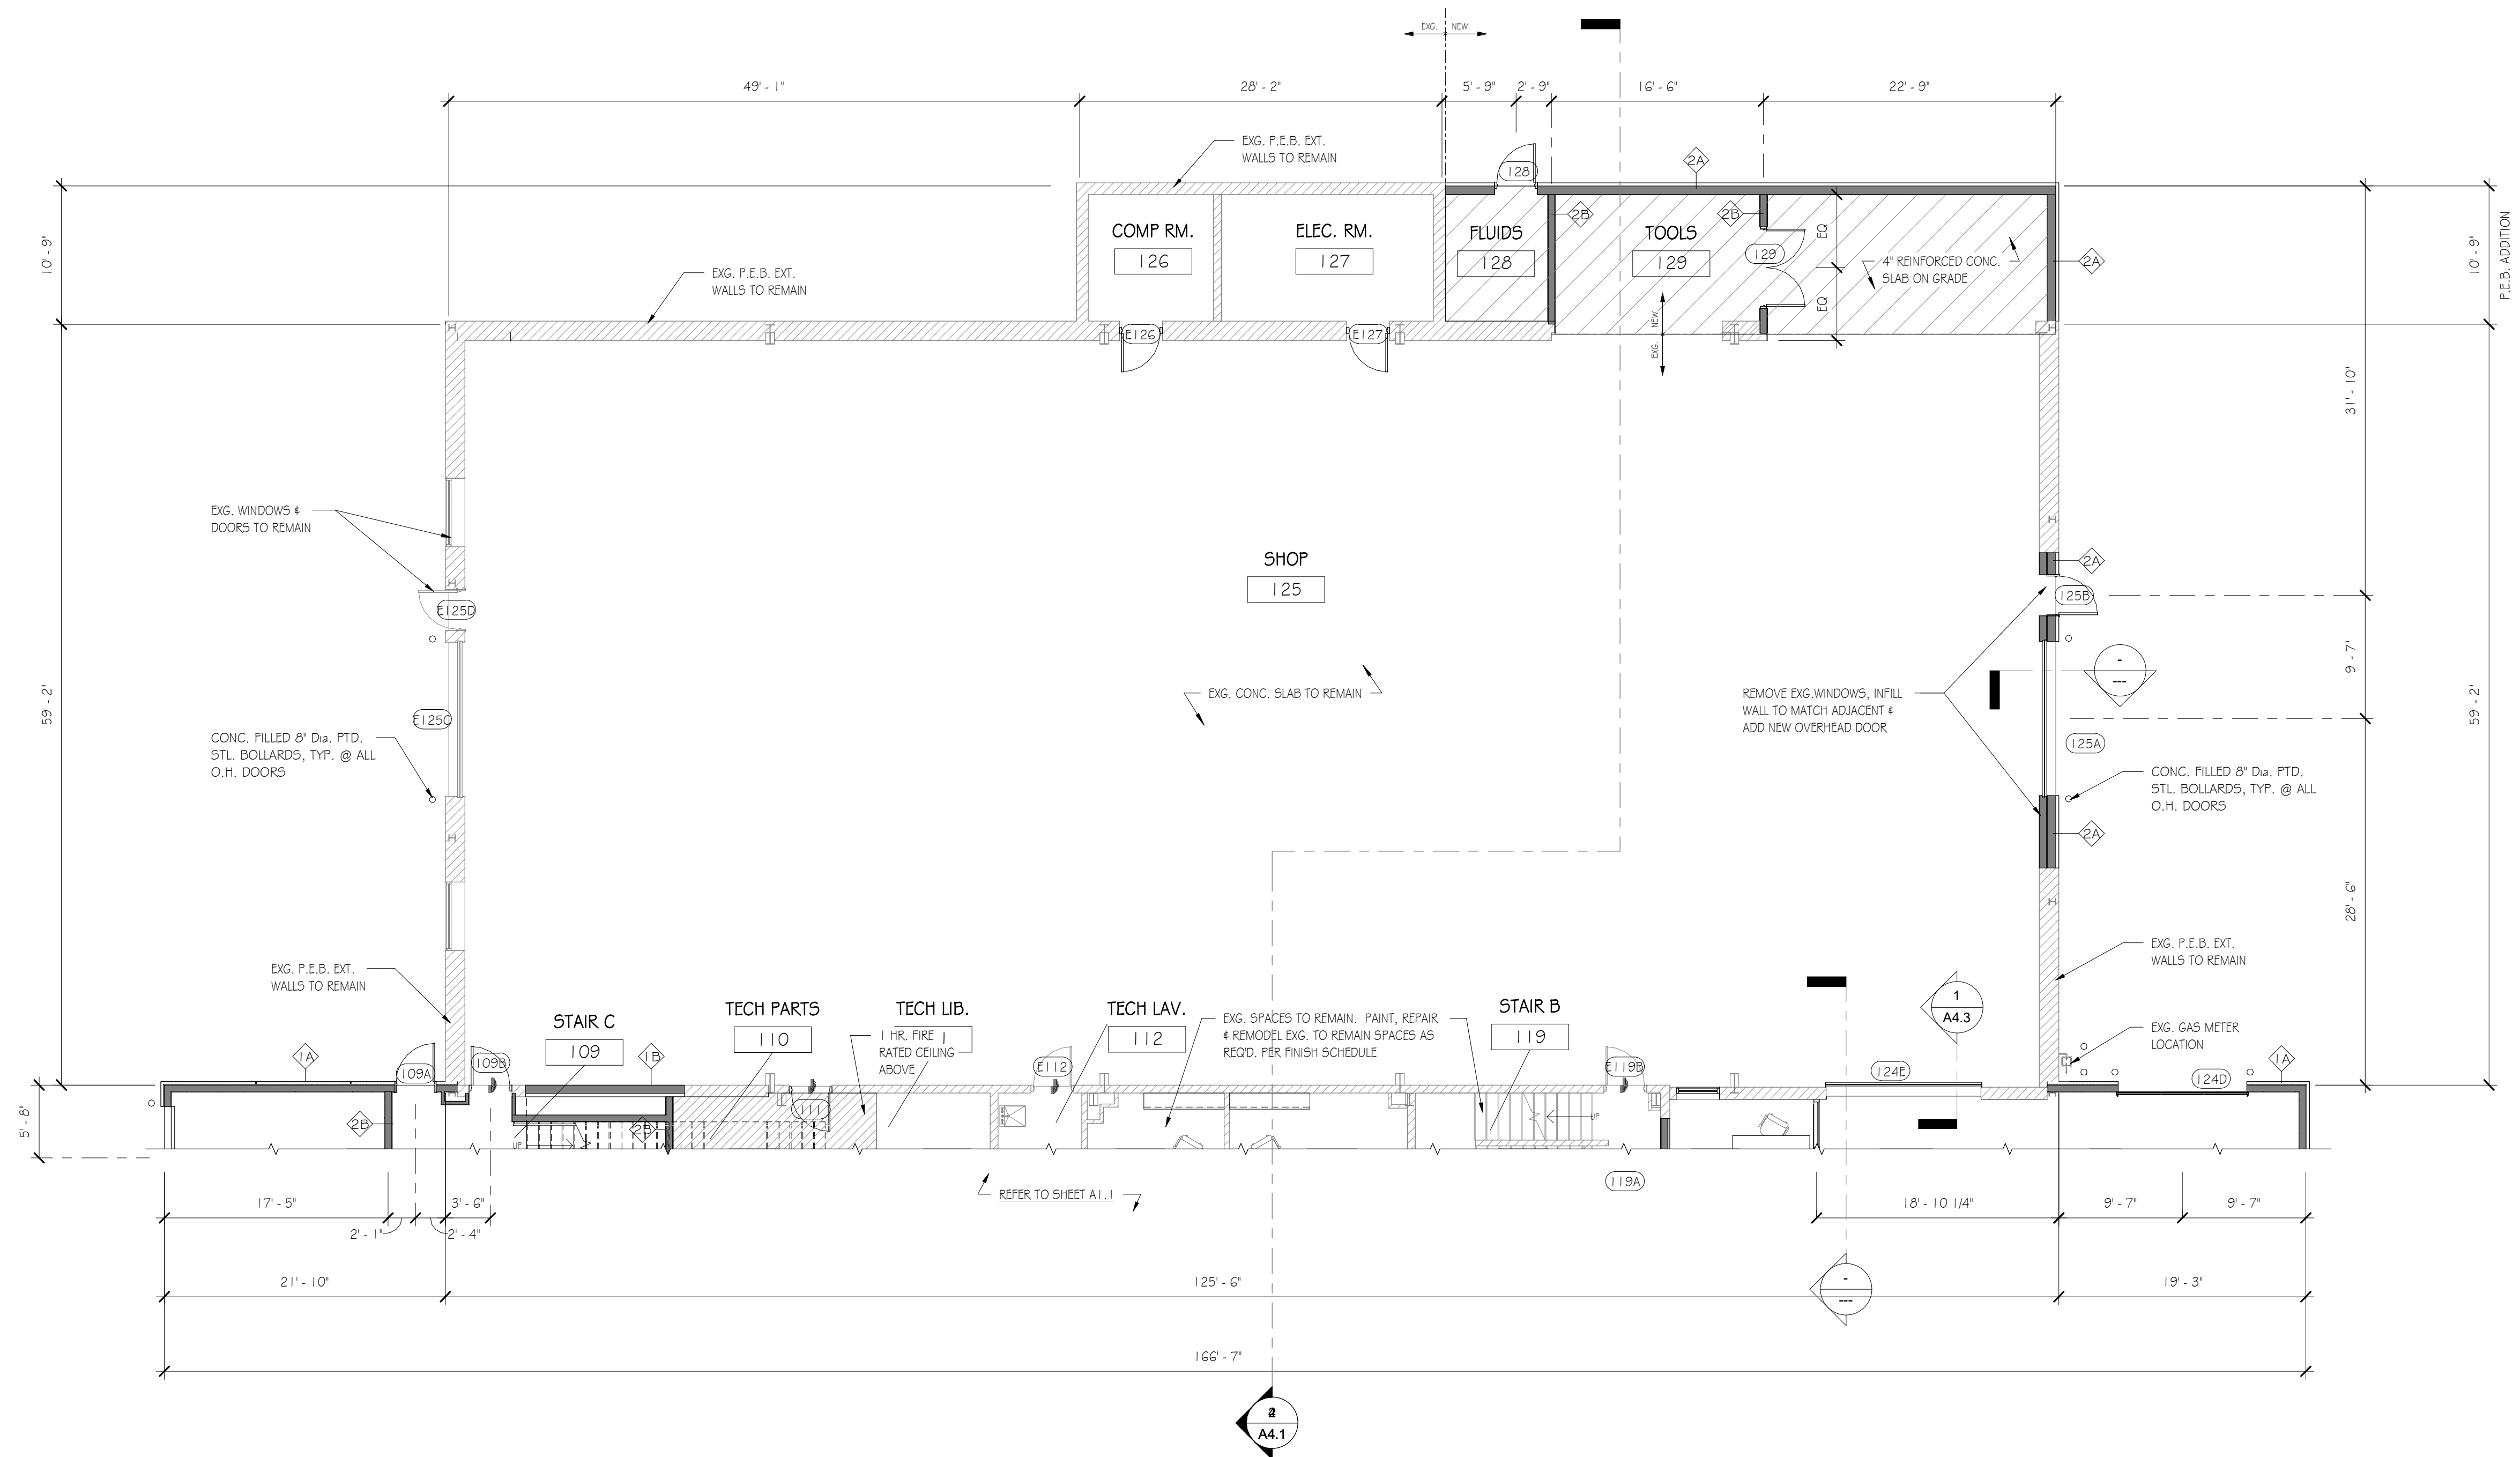 EXG. NEW
49' - 1"
28' - 2"
5' - 9"
2' - 9"
16' - 6"
22' - 9"
EXG. P.E.B. EXT.
WALLS TO REMAIN
128
2A
10' - 9"
EXG. P.E.B. EXT.
WALLS TO REMAIN
COMP RM.
126
ELEC. RM.
127
FLUIDS
128
2B
TOOLS
129
2B
129
EQ
EQ
4" REINFORCED CONC.
SLAB ON GRADE
2A
10' - 9"
P.E.B. ADDITION
E126
E127
EXG. NEW
31' - 10"
EXG. WINDOWS &
DOORS TO REMAIN
SHOP
125
2A
E125D
125B
9' - 7"
-
---
59' - 2"
E125C
EXG. CONC. SLAB TO REMAIN
REMOVE EXG.WINDOWS, INFILL
WALL TO MATCH ADJACENT &
ADD NEW OVERHEAD DOOR
59' - 2"
125A
CONC. FILLED 8" Dia. PTD.
STL. BOLLARDS, TYP. @ ALL
O.H. DOORS
CONC. FILLED 8" Dia. PTD.
STL. BOLLARDS, TYP. @ ALL
O.H. DOORS
2A
28' - 6"
EXG. P.E.B. EXT.
WALLS TO REMAIN
EXG. P.E.B. EXT.
WALLS TO REMAIN
STAIR C
109
TECH PARTS
110
TECH LIB.
1 HR. FIRE
RATED CEILING
ABOVE
TECH LAV.
112
EXG. SPACES TO REMAIN. PAINT, REPAIR
& REMODEL EXG. TO REMAIN SPACES AS
REQ'D. PER FINISH SCHEDULE
STAIR B
119
1
A4.3
EXG. GAS METER
LOCATION
1A
109A
109B
1B
E112
E119B
124E
124D
1A
5' - 8"
2B
UP
2B
111
UP
REFER TO SHEET A1.1
119A
17' - 5"
2' - 1"
2' - 4"
3' - 6"
18' - 10 1/4"
9' - 7"
9' - 7"
21' - 10"
125' - 6"
-
---
19' - 3"
166' - 7"
A4.1